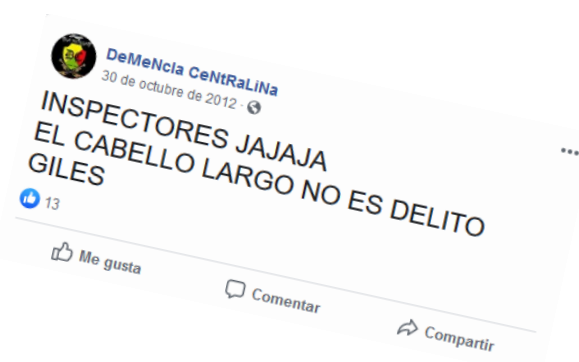 DeMeNcIa CeNtRaLiNa
30 de octubre de 2012 ·
INSPECTORES JAJAJA
EL CABELLO LARGO NO ES DELITO
GILES
13
Me gusta
Comentar
Compartir